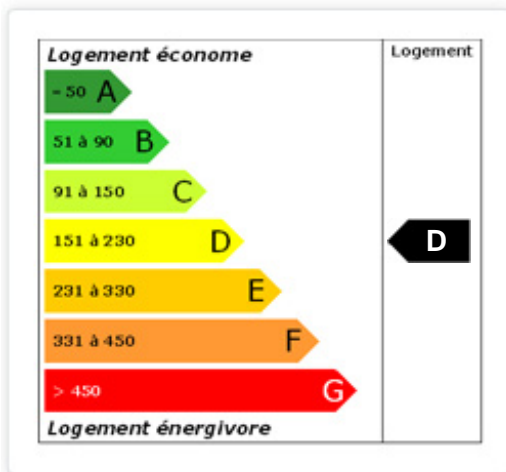 Logement économe
Logement
- 50 A
51 à 90 B
91 à 150 C
151 à 230 D
D
231 à 330 E
331 à 450 F
> 450 G
Logement énergivore